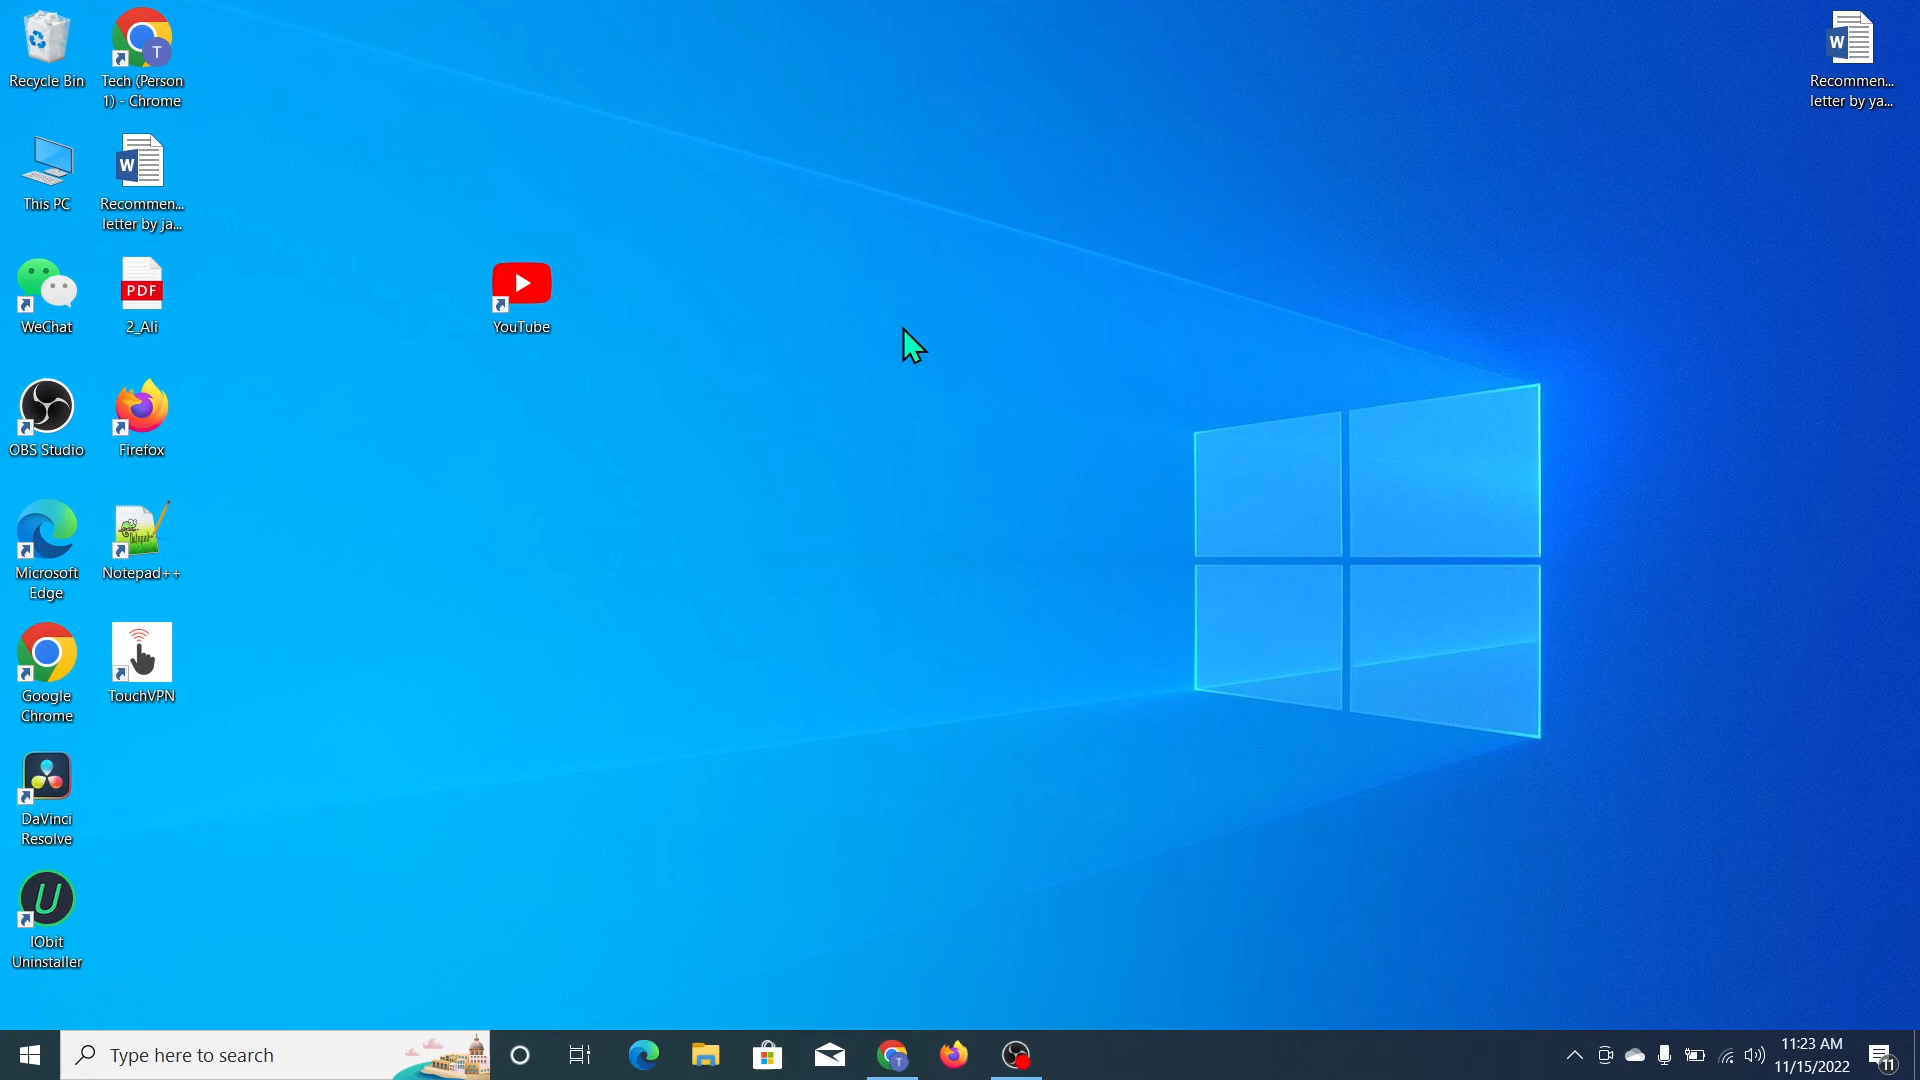 Recycle Bin
Tech (Person
1) - Chrome
Recommen...
letter by ya...
This PC
W
Recommen...
letter by ja...
WeChat
PDF
2_Ali
YouTube
OBS Studio
Firefox
Microsoft
Edge
Notepad++
Google
Chrome
TouchVPN
DaVinci
Resolve
IObit
Uninstaller
Type here to search
11:23 AM
11/15/2022
11